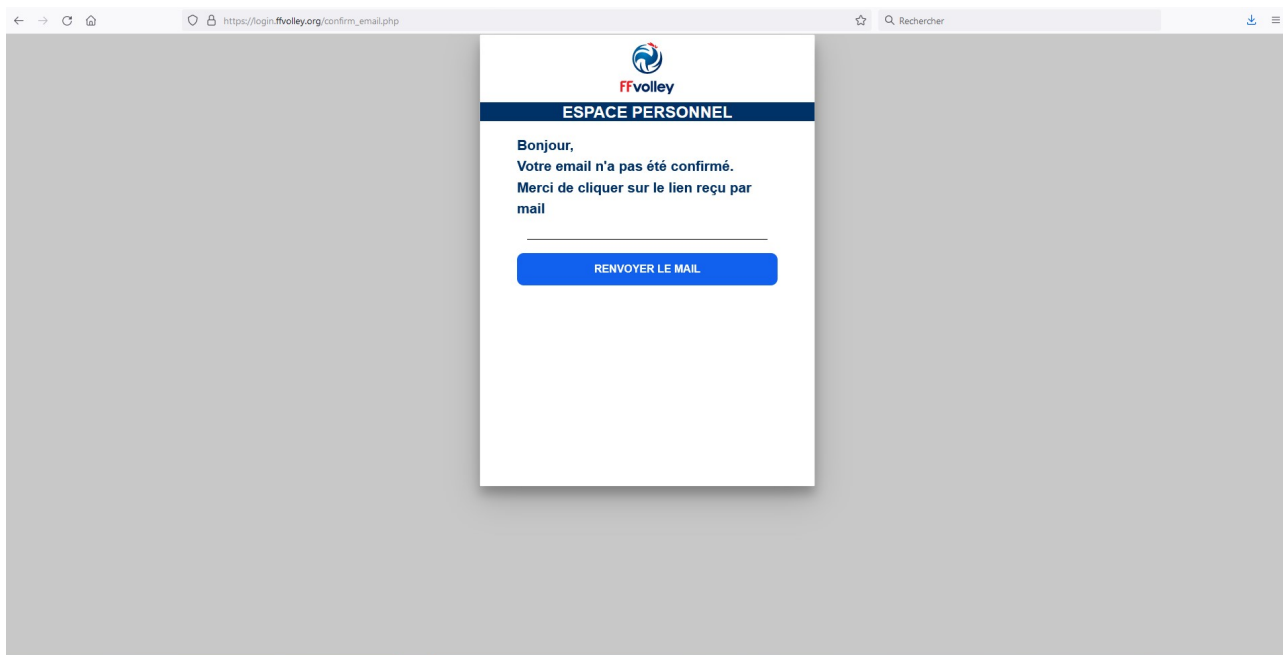 https://login.ffvolley.org/confirm_email.php
Rechercher
FFvolley
ESPACE PERSONNEL
Bonjour,
Votre email n'a pas été confirmé.
Merci de cliquer sur le lien reçu par
mail
RENVOYER LE MAIL